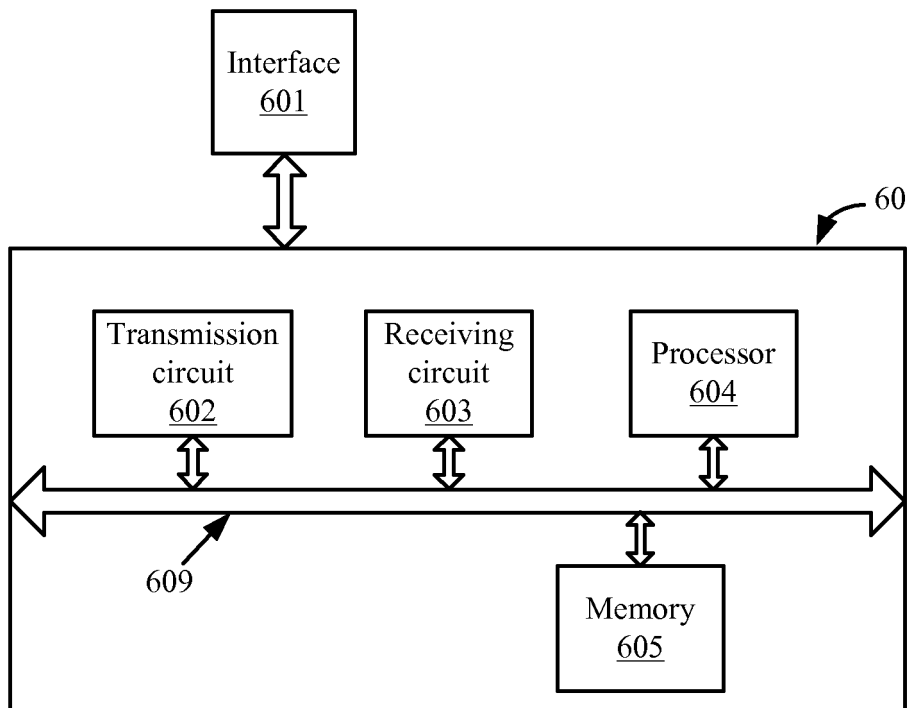 Interface
601
60
Transmission
circuit
602
Receiving
circuit
603
Processor
604
609
Memory
605